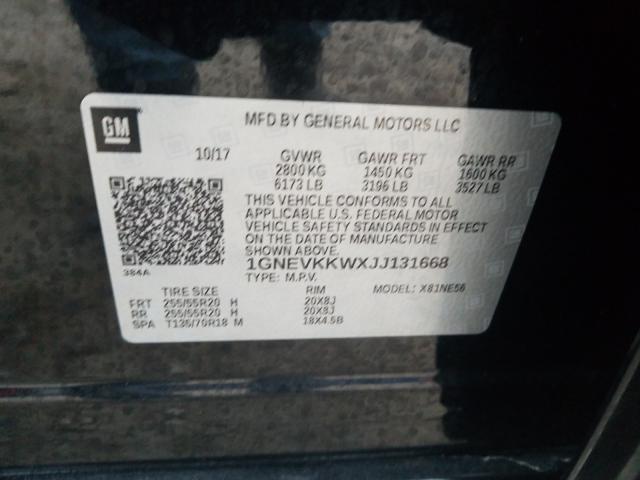 GM
MFD BY GENERAL MOTORS LLC
10/17 GVWR GAWR FRT GAWR RR
2800 KG 1450 KG 1600 KG
6173 LB 3196 LB 3527 LB
THIS VEHICLE CONFORMS TO ALL
APPLICABLE U.S. FEDERAL MOTOR
VEHICLE SAFETY STANDARDS IN EFFECT
ON THE DATE OF MANUFACTURE
SHOWN ABOVE.
384A
1GNEVKKWXJJ131668
TYPE: M.P.V. MODEL: X81NE56
TIRE SIZE RIM
FRT 255/55R20 H 20X8J
RR 255/55R20 H 20X8J
SPA T135/70R18 M 18X4.5B